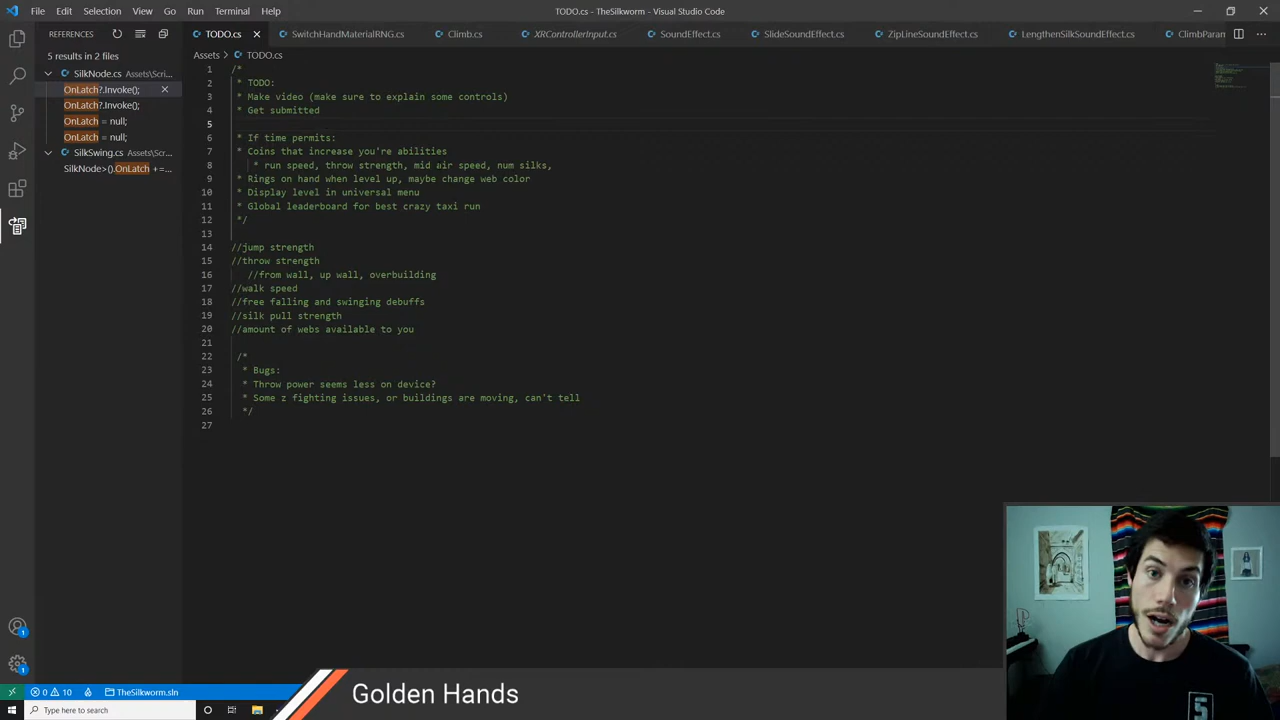 File Edit Selection View Go Run Terminal Help
TODO.cs - TheSilkworm - Visual Studio Code
REFERENCES
5 results in 2 files
SilkNode.cs Assets\Scri...
OnLatch?.Invoke();
OnLatch?.Invoke();
OnLatch = null;
OnLatch = null;
SilkSwing.cs Assets\Scr...
SilkNode>().OnLatch +=...
TODO.cs SwitchHandMaterialRNG.cs Climb.cs XRControllerInput.cs SoundEffect.cs SlideSoundEffect.cs ZipLineSoundEffect.cs LengthenSilkSoundEffect.cs ClimbParam
Assets > TODO.cs
1 /*
2 * TODO:
3 * Make video (make sure to explain some controls)
4 * Get submitted
5
6 * If time permits:
7 * Coins that increase you're abilities
8 * run speed, throw strength, mid air speed, num silks,
9 * Rings on hand when level up, maybe change web color
10 * Display level in universal menu
11 * Global leaderboard for best crazy taxi run
12 */
13
14 //jump strength
15 //throw strength
16 //from wall, up wall, overbuilding
17 //walk speed
18 //free falling and swinging debuffs
19 //silk pull strength
20 //amount of webs available to you
21
22 /*
23 * Bugs:
24 * Throw power seems less on device?
25 * Some z fighting issues, or buildings are moving, can't tell
26 */
27
1
1
0 10 TheSilkworm.sln
Golden Hands
Type here to search